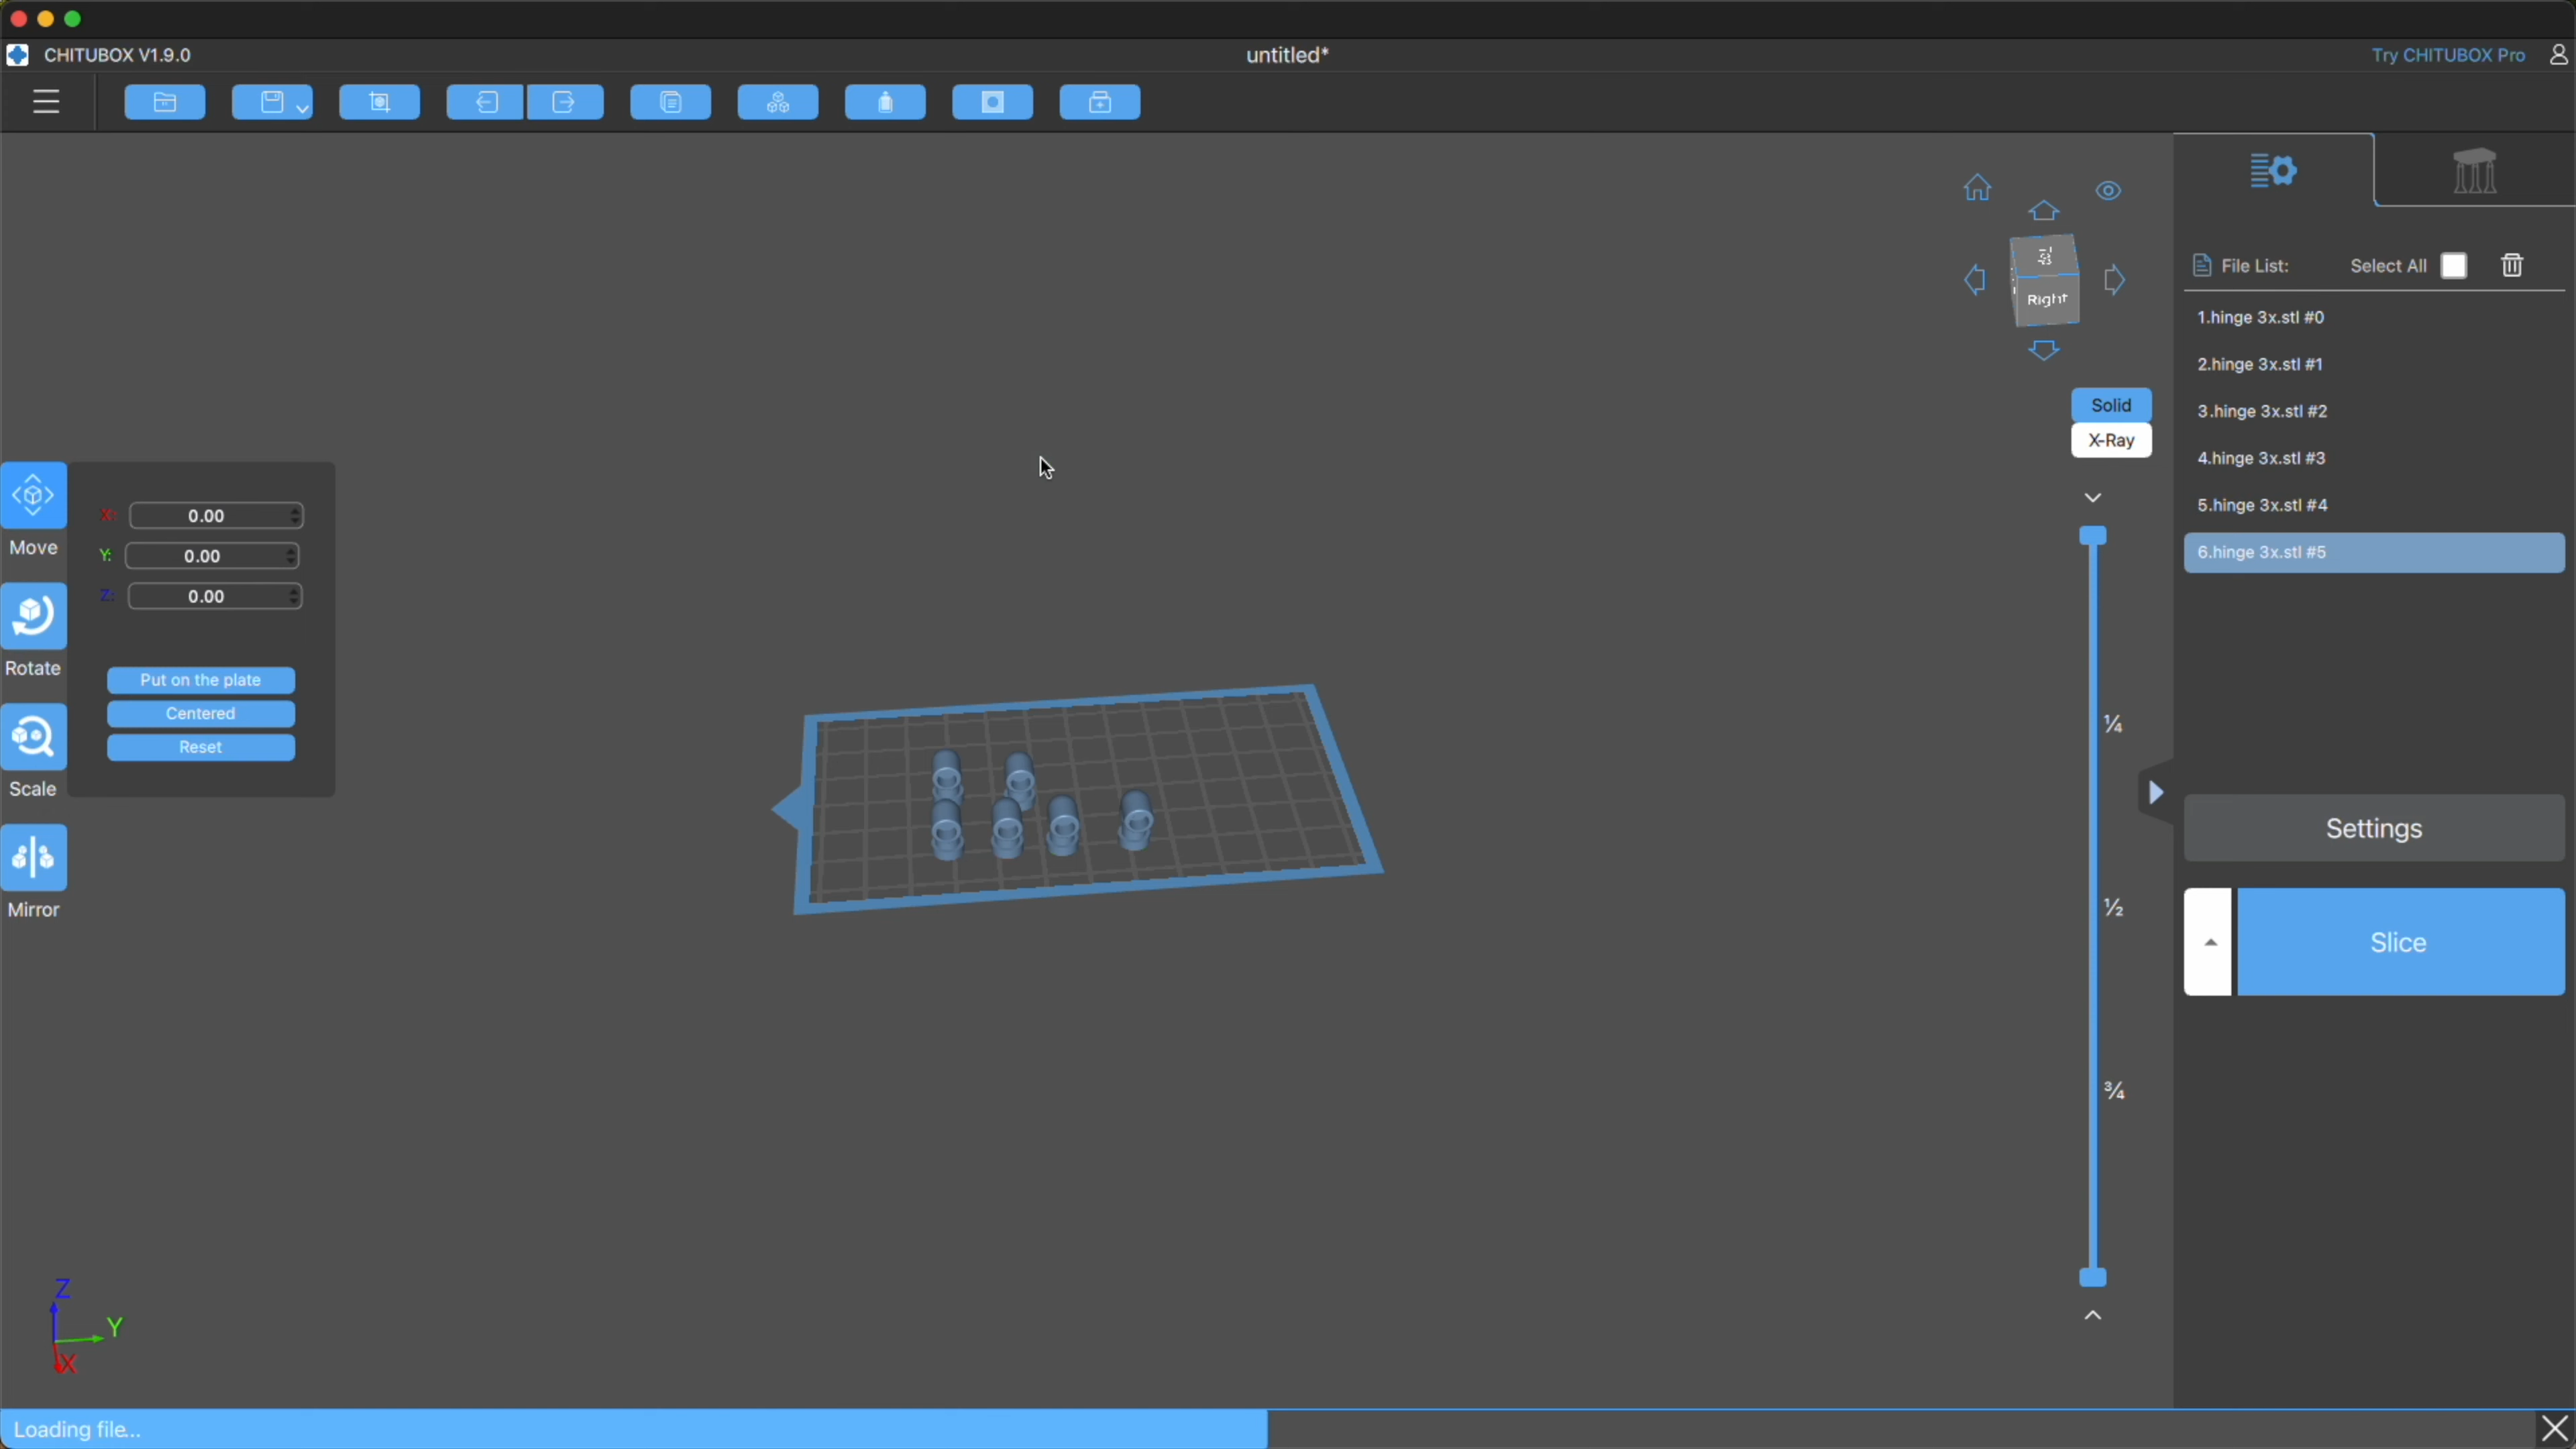 CHITUBOX V1.9.0
untitled*
Try CHITUBOX Pro
Right
File List:
Select All
1.hinge 3x.stl #0
2.hinge 3x.stl #1
3.hinge 3x.stl #2
4.hinge 3x.stl #3
5.hinge 3x.stl #4
6.hinge 3x.stl #5
Solid
X-Ray
Move
X: 0.00
Y: 0.00
Z: 0.00
Rotate
Put on the plate
Centered
Reset
Scale
Mirror
¼
½
¾
Settings
Slice
Z
Y
X
Loading file...